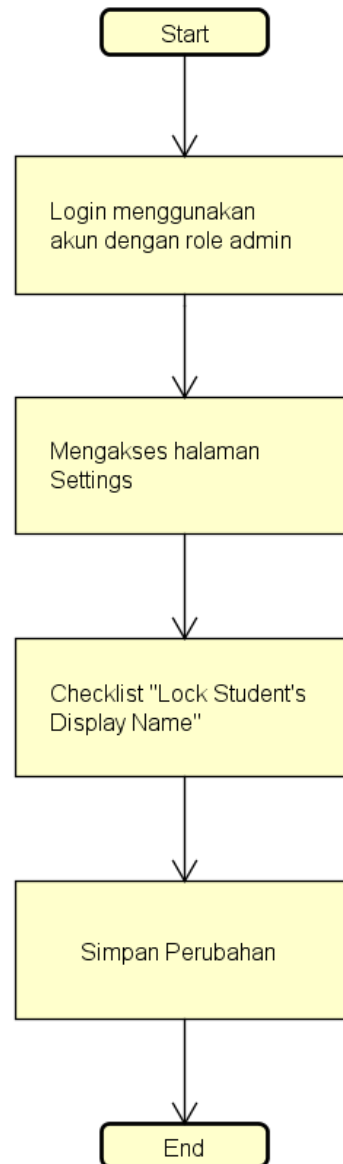 Start
Login menggunakan
akun dengan role admin
Mengakses halaman
Settings
Checklist "Lock Student's
Display Name"
Simpan Perubahan
End